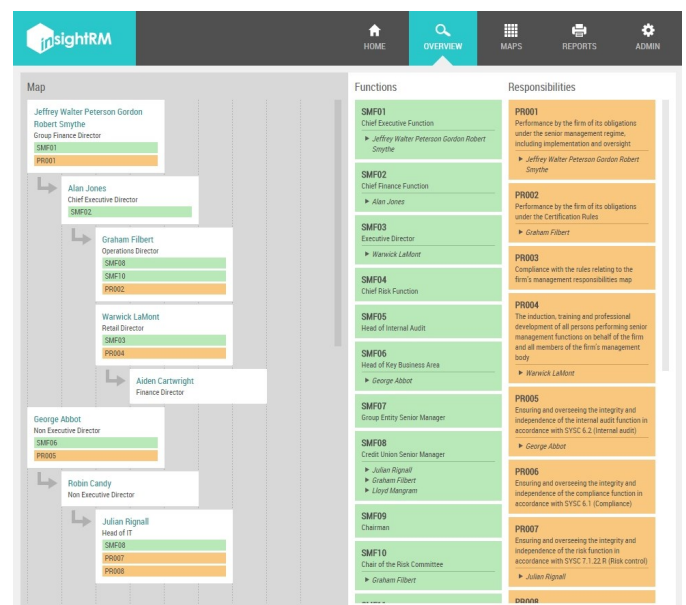 insightRM
HOME
OVERVIEW
MAPS
REPORTS
ADMIN
Map
Jeffrey Walter Peterson Gordon
Robert Smythe
Group Finance Director
SMF01
PR001
Alan Jones
Chief Executive Director
SMF02
Graham Filbert
Operations Director
SMF08
SMF10
PR002
Warwick LaMont
Retail Director
SMF03
PR004
Aiden Cartwright
Finance Director
George Abbot
Non Executive Director
SMF06
PR005
Robin Candy
Non Executive Director
Julian Rignall
Head of IT
SMF08
PR007
PR008
Functions
SMF01
Chief Executive Function
Jeffrey Walter Peterson Gordon Robert
Smythe
SMF02
Chief Finance Function
Alan Jones
SMF03
Executive Director
Warwick LaMont
SMF04
Chief Risk Function
SMF05
Head of Internal Audit
SMF06
Head of Key Business Area
George Abbot
SMF07
Group Entity Senior Manager
SMF08
Credit Union Senior Manager
Julian Rignall
Graham Filbert
Lloyd Mangram
SMF09
Chairman
SMF10
Chair of the Risk Committee
Graham Filbert
Responsibilities
PR001
Performance by the firm of its obligations
under the senior management regime,
including implementation and oversight
Jeffrey Walter Peterson Gordon Robert
Smythe
PR002
Performance by the firm of its obligations
under the Certification Rules
Graham Filbert
PR003
Compliance with the rules relating to the
firm's management responsibilities map
PR004
The induction, training and professional
development of all persons performing senior
management functions on behalf of the firm
and all members of the firm's management
body
Warwick LaMont
PR005
Ensuring and overseeing the integrity and
independence of the internal audit function in
accordance with SYSC 6.2 (Internal audit)
George Abbot
PR006
Ensuring and overseeing the integrity and
independence of the compliance function in
accordance with SYSC 6.1 (Compliance)
PR007
Ensuring and overseeing the integrity and
independence of the risk function in
accordance with SYSC 7.1.22 R (Risk control)
Julian Rignall
PR008